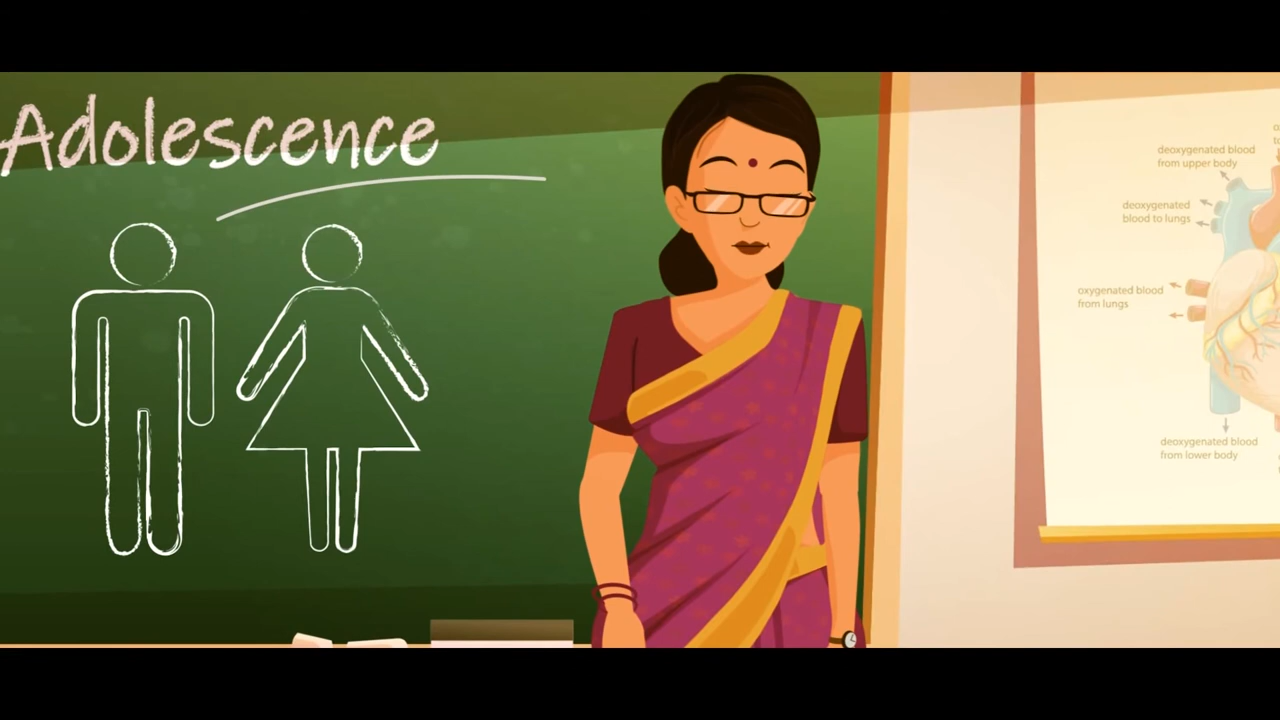 Adolescence
deoxygenated blood
from upper body
deoxygenated
blood to lungs
oxygenated blood
from lungs
deoxygenated blood
from lower body